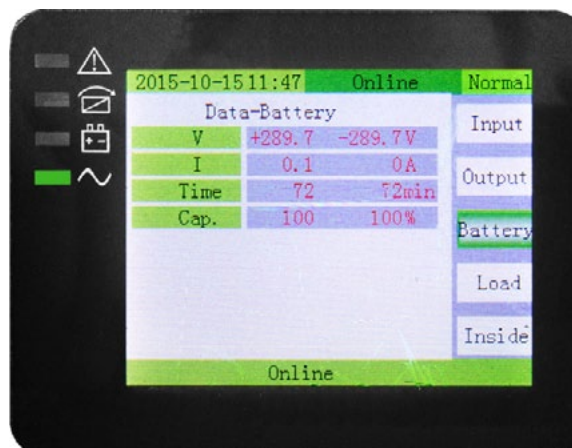 2015-10-15 11:47 Online Normal
Data-Battery
V +289.7 -289.7V
I 0.1 0A
Time 72 72min
Cap. 100 100%
Input
Output
Battery
Load
Inside
Online